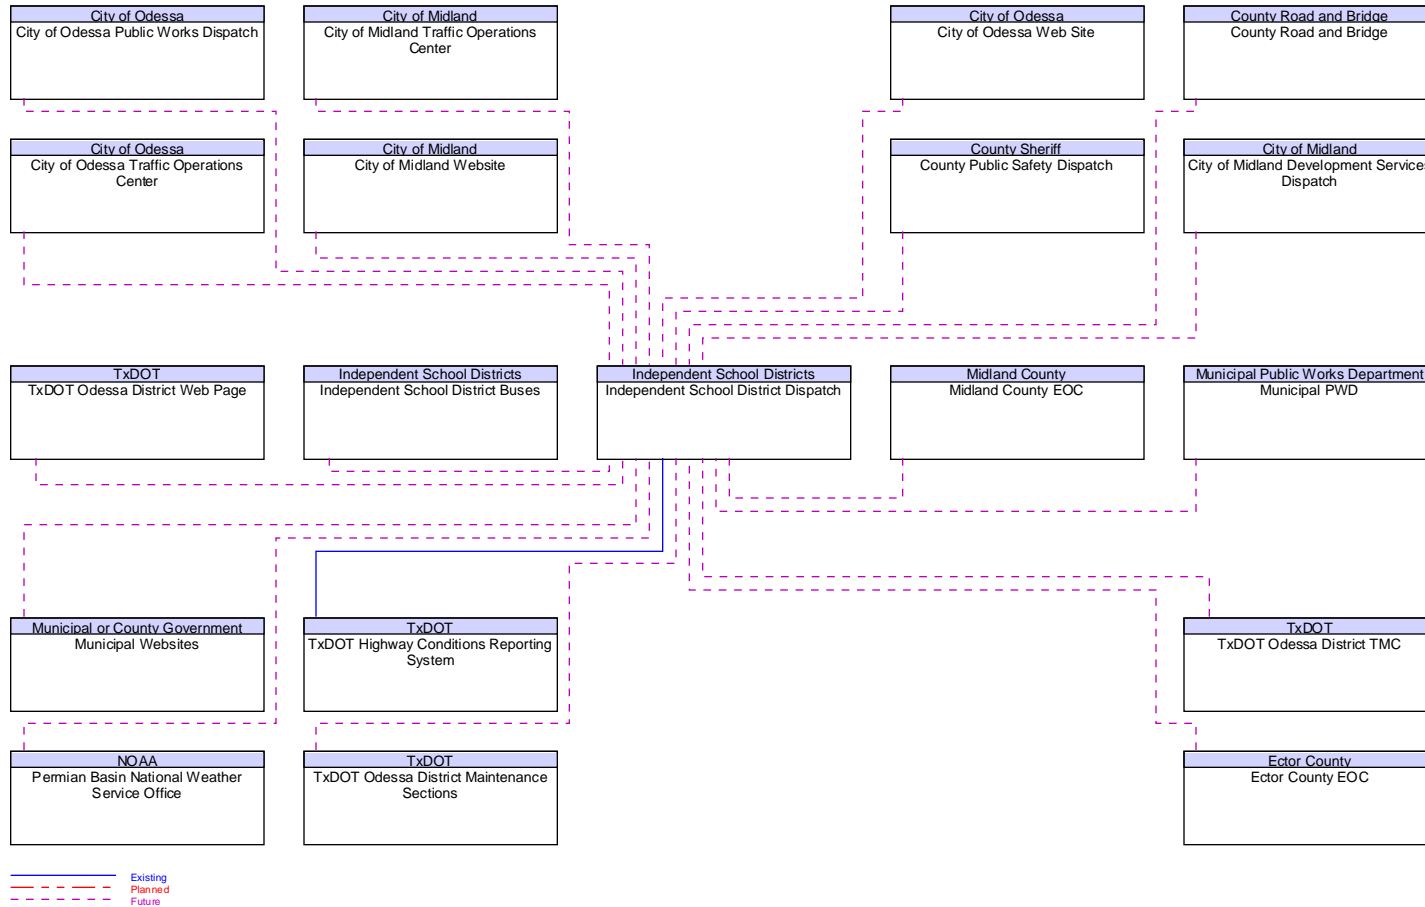 City of Odessa
City of Odessa Public Works Dispatch
City of Midland
City of Midland Traffic Operations
Center
City of Odessa
City of Odessa Web Site
County Road and Bridge
County Road and Bridge
City of Odessa
City of Odessa Traffic Operations
Center
City of Midland
City of Midland Website
County Sheriff
County Public Safety Dispatch
City of Midland
City of Midland Development Services
Dispatch
TxDOT
TxDOT Odessa District Web Page
Independent School Districts
Independent School District Buses
Independent School Districts
Independent School District Dispatch
Midland County
Midland County EOC
Municipal Public Works Department
Municipal PWD
Municipal or County Government
Municipal Websites
TxDOT
TxDOT Highway Conditions Reporting
System
TxDOT
TxDOT Odessa District TMC
NOAA
Permian Basin National Weather
Service Office
TxDOT
TxDOT Odessa District Maintenance
Sections
Ector County
Ector County EOC
Existing
Planned
Future